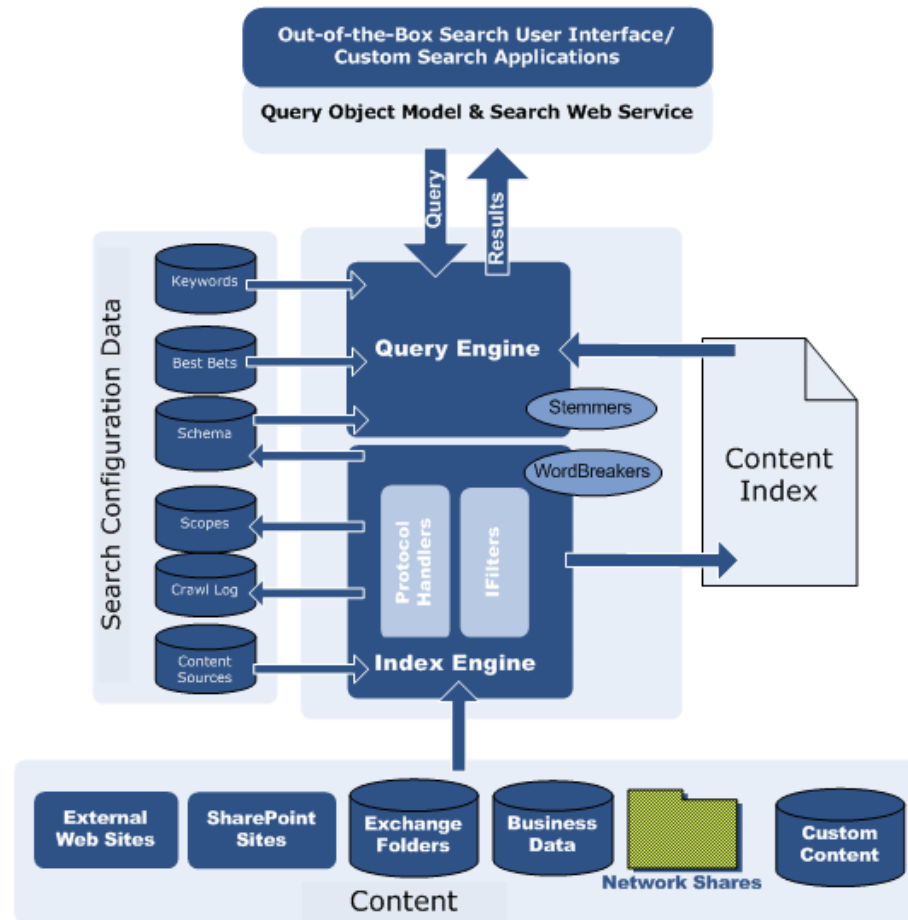 Out-of-the-Box Search User Interface/
Custom Search Applications
Query Object Model & Search Web Service
Query
Results
Search Configuration Data
Keywords
Best Bets
Schema
Scopes
Crawl Log
Content
Sources
Query Engine
Stemmers
WordBreakers
Protocol
Handlers
IFilters
Index Engine
Content
Index
External
Web Sites
SharePoint
Sites
Exchange
Folders
Business
Data
Network Shares
Custom
Content
Content